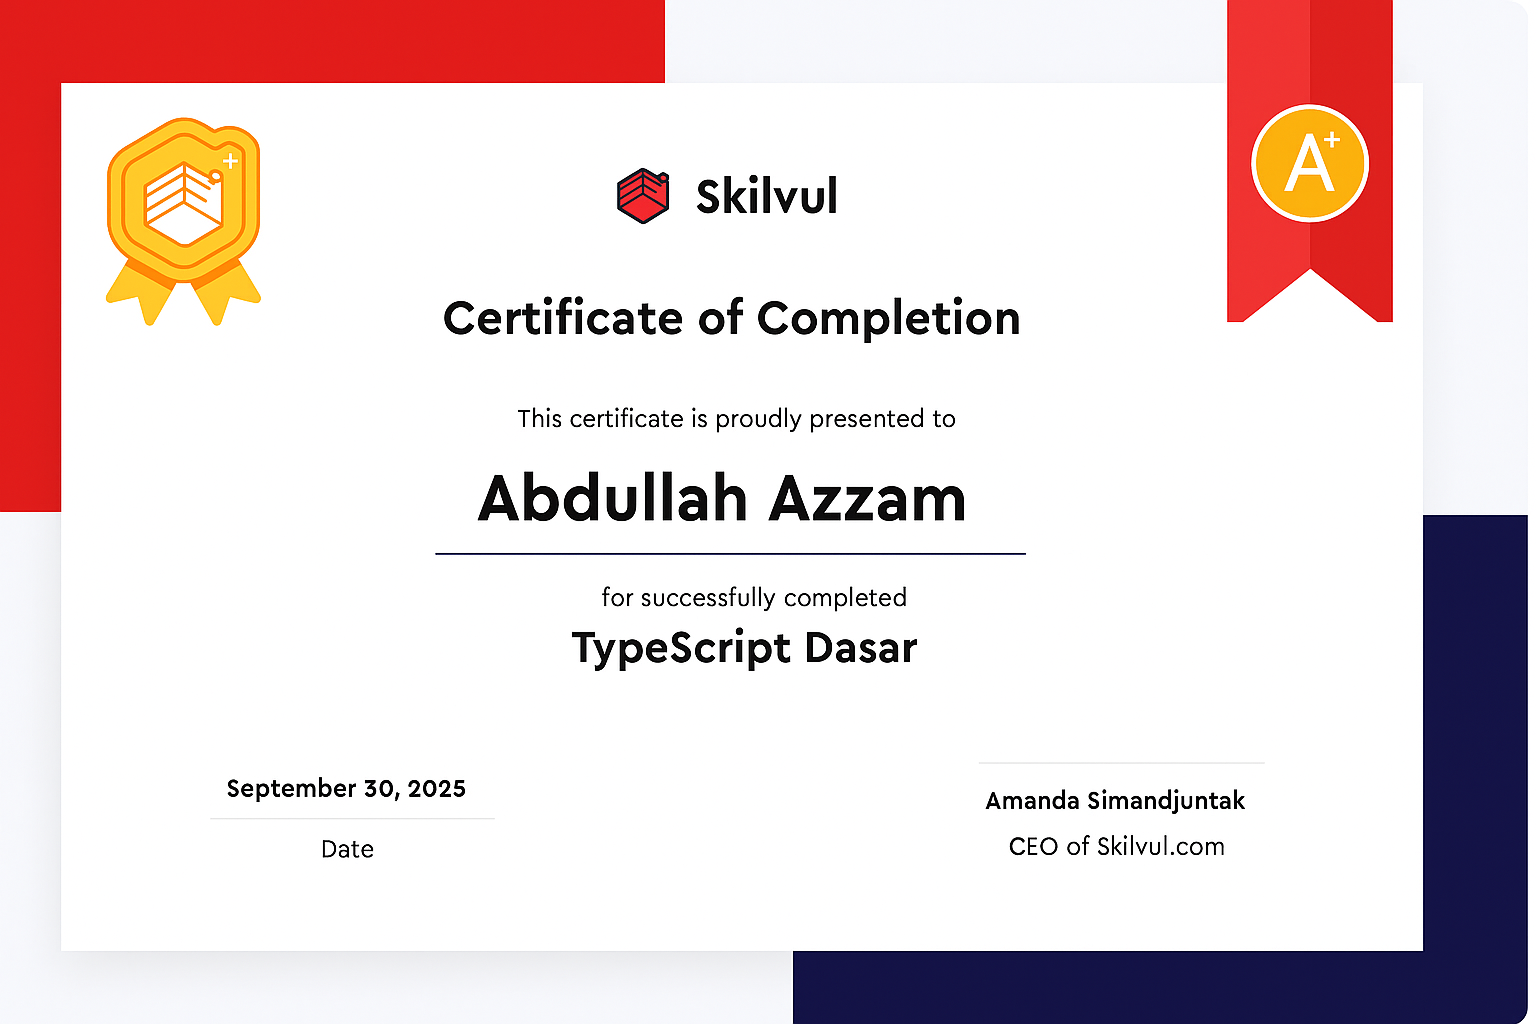 A+
Skilvul
Certificate of Completion
This certificate is proudly presented to
Abdullah Azzam
for successfully completed
TypeScript Dasar
September 30, 2025
Date
Amanda Simandjuntak
CEO of Skilvul.com